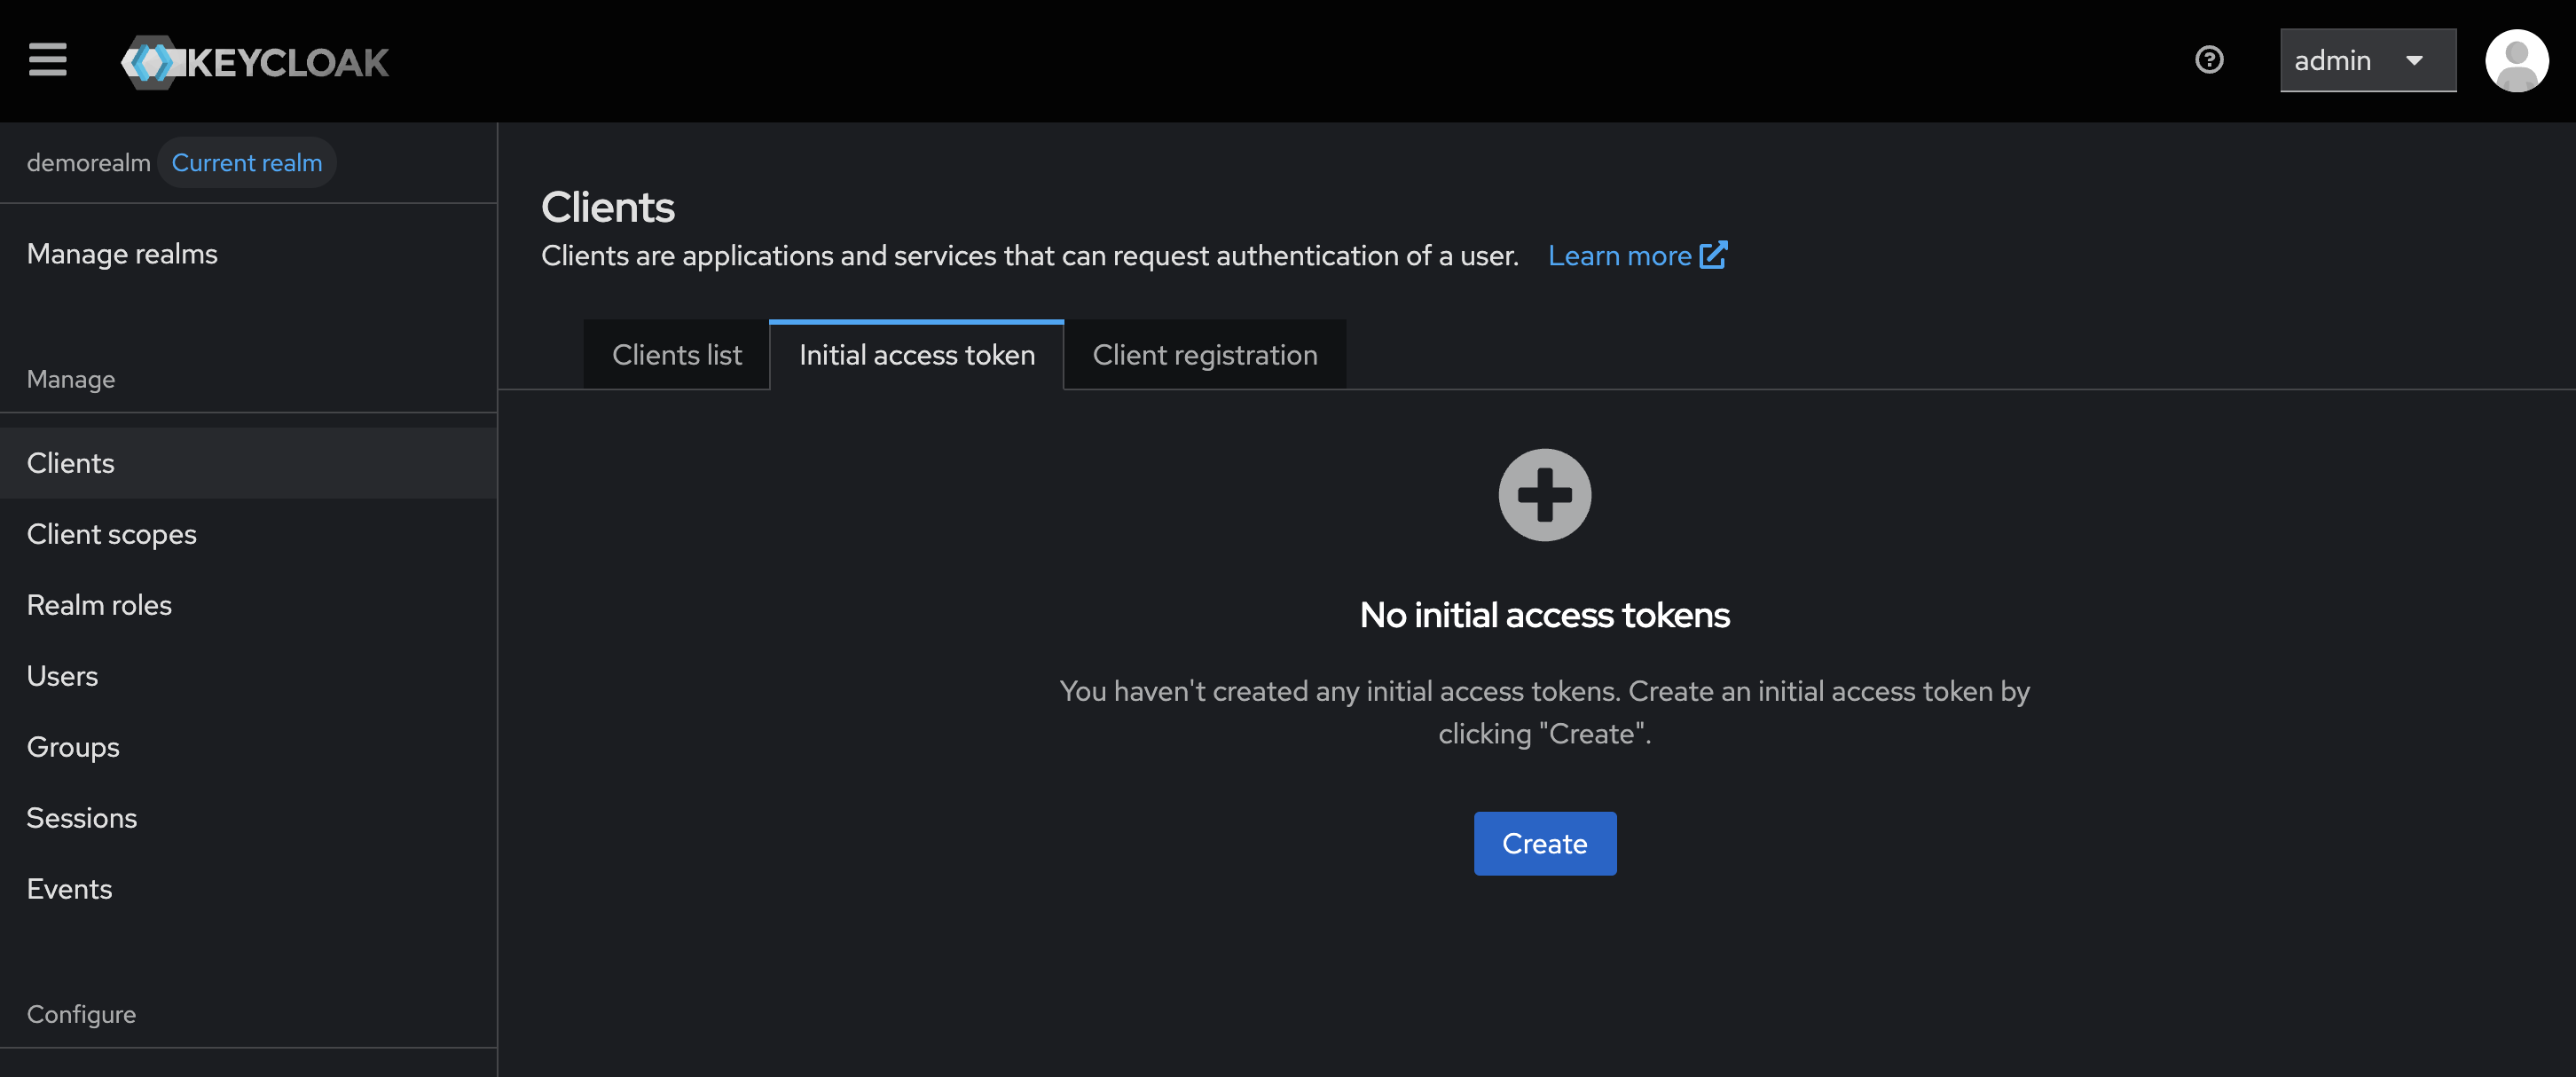 KEYCLOAK
admin
demorealm Current realm
Manage realms
Manage
Clients
Client scopes
Realm roles
Users
Groups
Sessions
Events
Configure
Clients
Clients are applications and services that can request authentication of a user. Learn more
Clients list Initial access token Client registration
No initial access tokens
You haven't created any initial access tokens. Create an initial access token by
clicking "Create".
Create